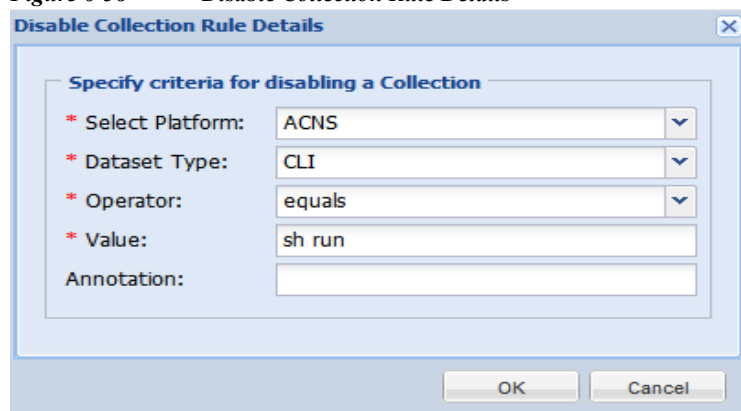 Disable Collection Rule Details
Specify criteria for disabling a Collection
* Select Platform: ACNS
* Dataset Type: CLI
* Operator: equals
* Value: sh run
Annotation:
OK Cancel